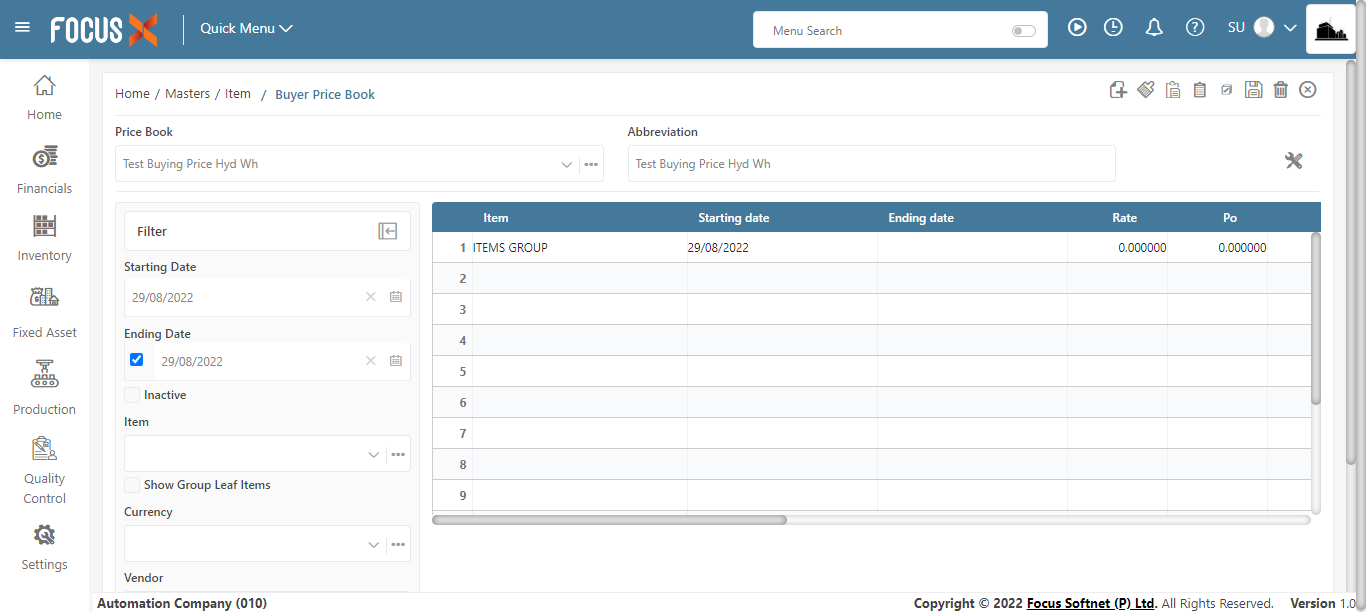 FOCUS X
Quick Menu
Menu Search
SU
Home
Financials
Inventory
Fixed Asset
Production
Quality
Control
Settings
Home / Masters / Item / Buyer Price Book
Price Book
Abbreviation
Test Buying Price Hyd Wh
Test Buying Price Hyd Wh
Filter
Starting Date
29/08/2022
Ending Date
29/08/2022
Inactive
Item
Show Group Leaf Items
Currency
Vendor
Item Starting date Ending date Rate Po
1 ITEMS GROUP 29/08/2022 0.000000 0.000000
2
3
4
5
6
7
8
9
Automation Company (010)
Copyright © 2022 Focus Softnet (P) Ltd. All Rights Reserved. Version 1.0